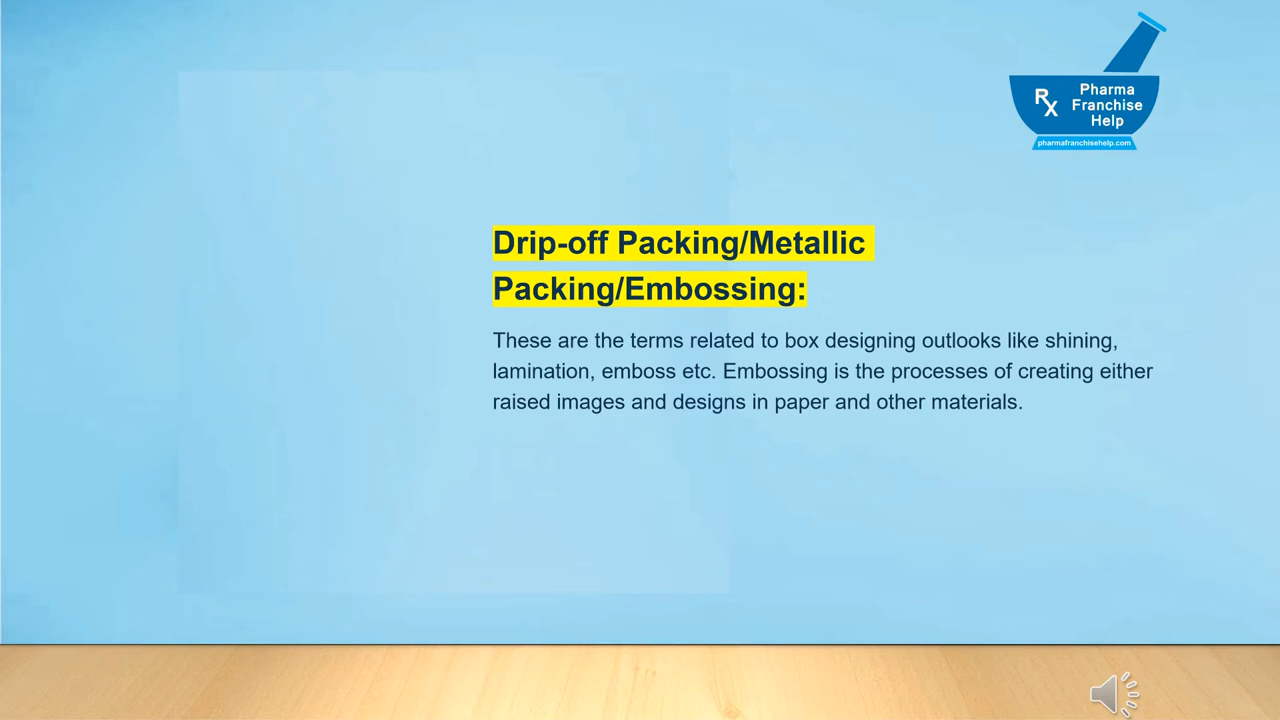 Rx
Pharma
Franchise
Help
pharmafranchisehelp.com
Drip-off Packing/Metallic
Packing/Embossing:
These are the terms related to box designing outlooks like shining,
lamination, emboss etc. Embossing is the processes of creating either
raised images and designs in paper and other materials.